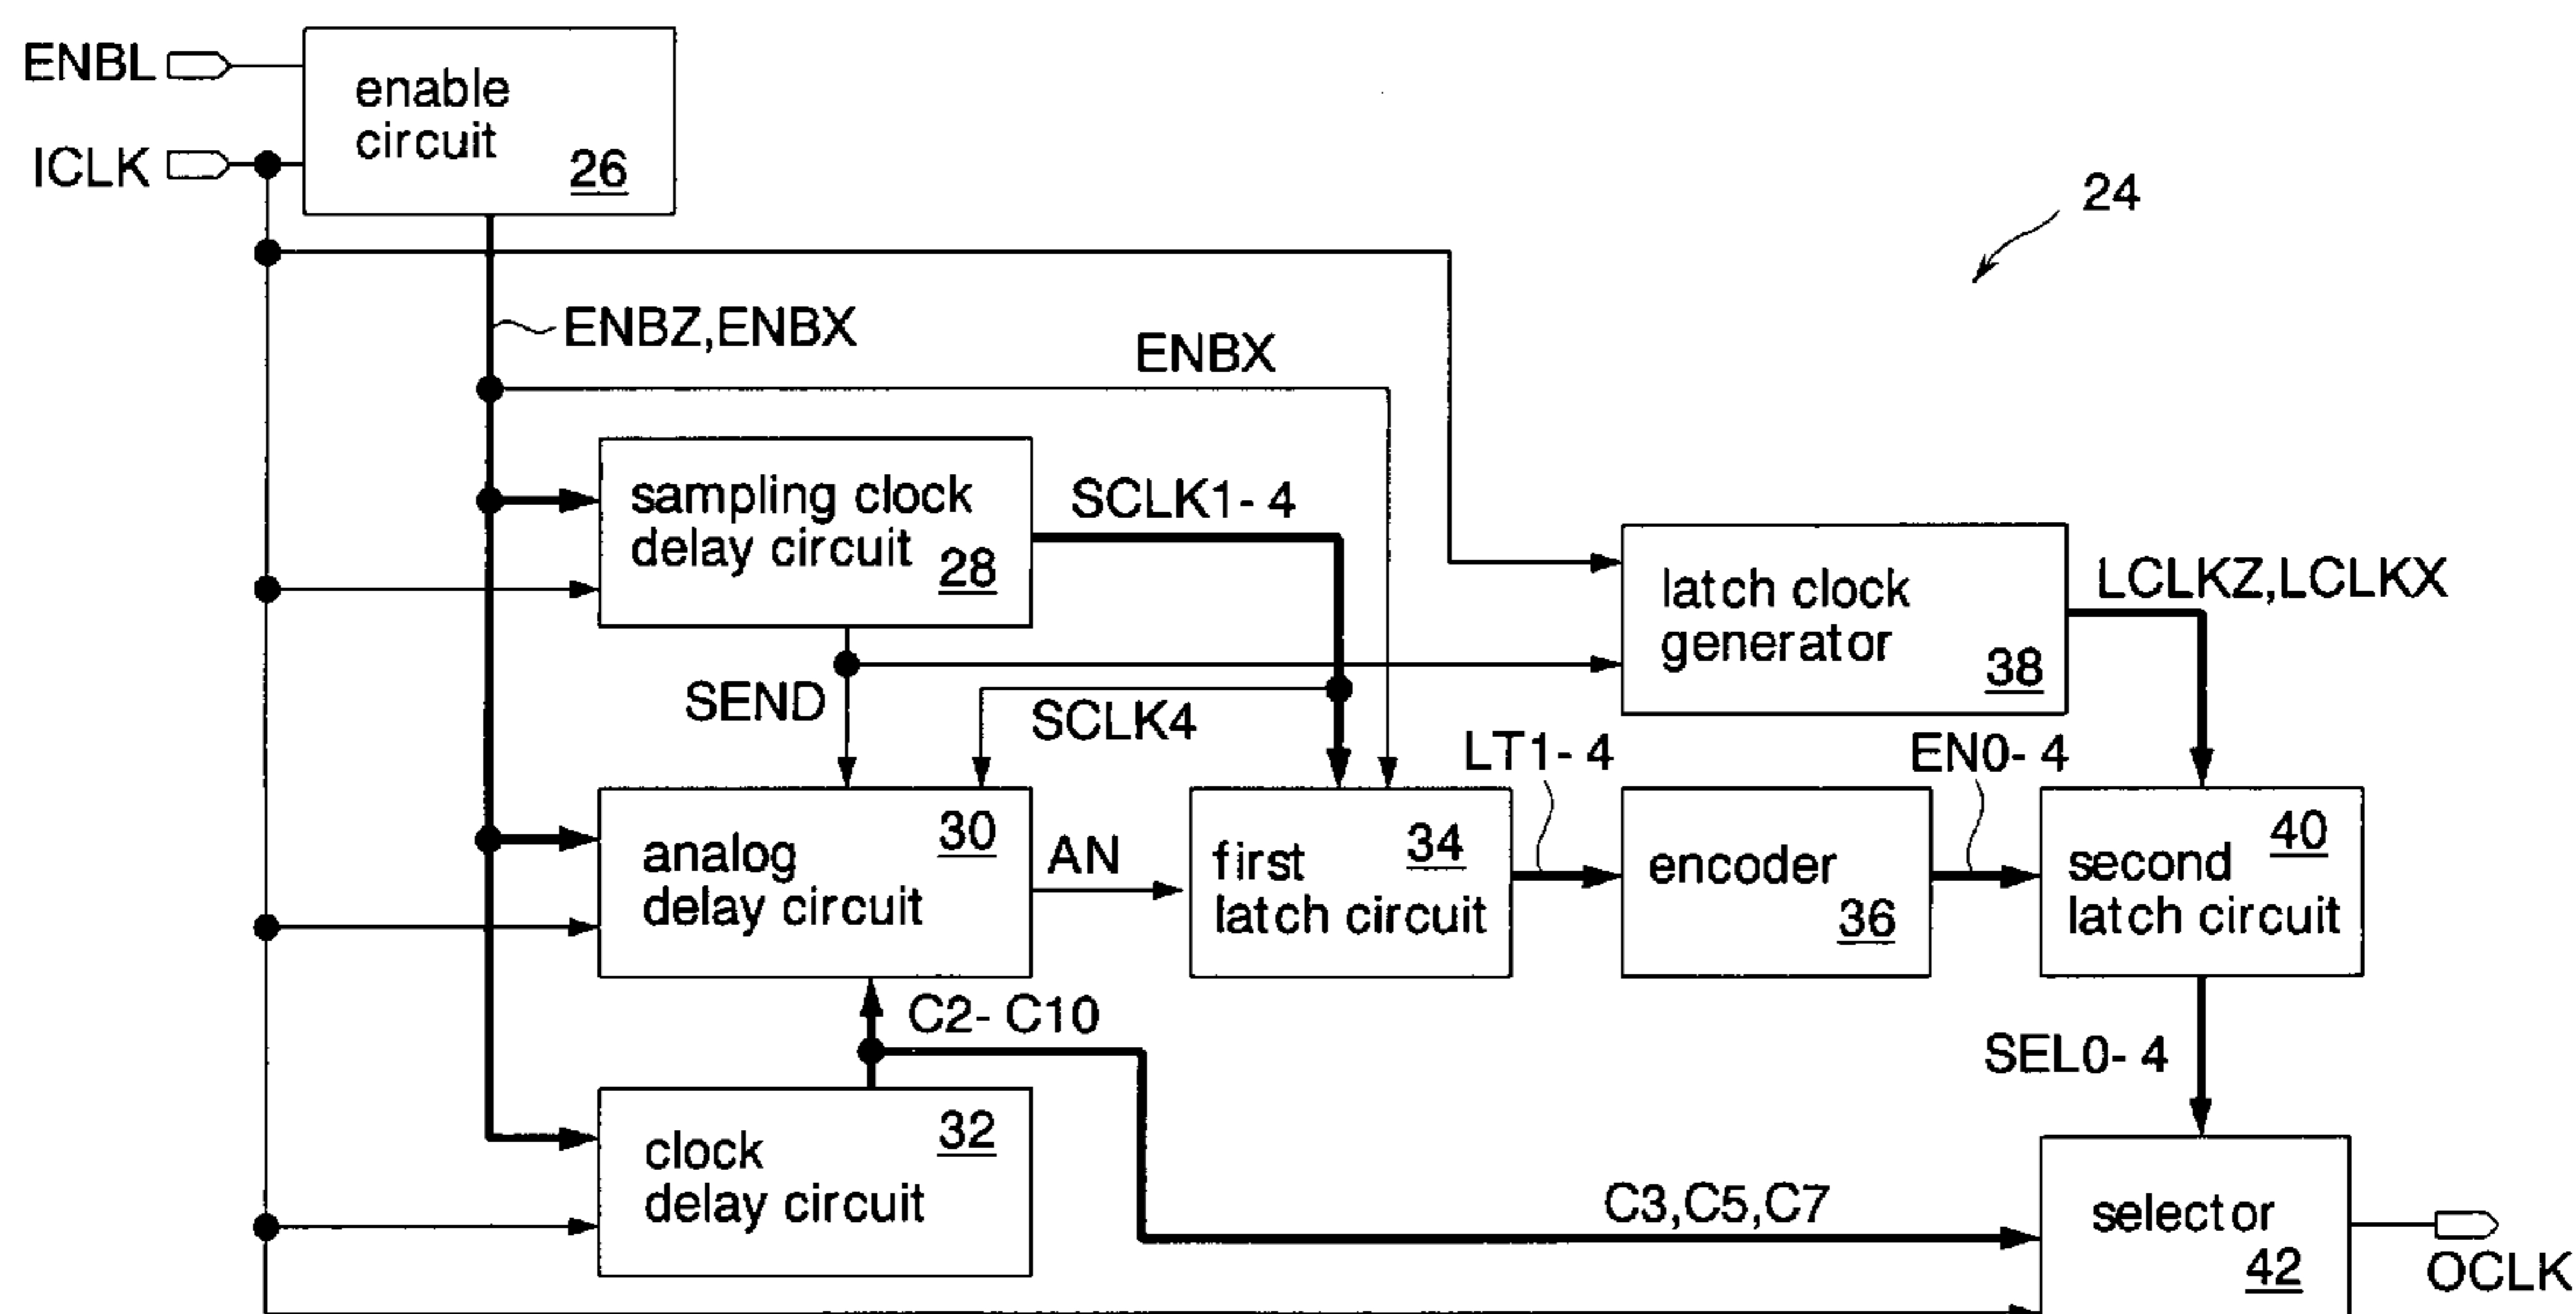 ENBL
enable
circuit
26
ICLK
24
ENBZ,ENBX
ENBX
sampling clock
delay circuit
28
SCLK1- 4
latch clock
generator
38
LCLKZ,LCLKX
SEND
SCLK4
LT1- 4
EN0- 4
analog
delay circuit
30
AN
first
latch circuit
34
encoder
36
second
latch circuit
40
C2- C10
SEL0- 4
clock
delay circuit
32
C3,C5,C7
selector
42
OCLK